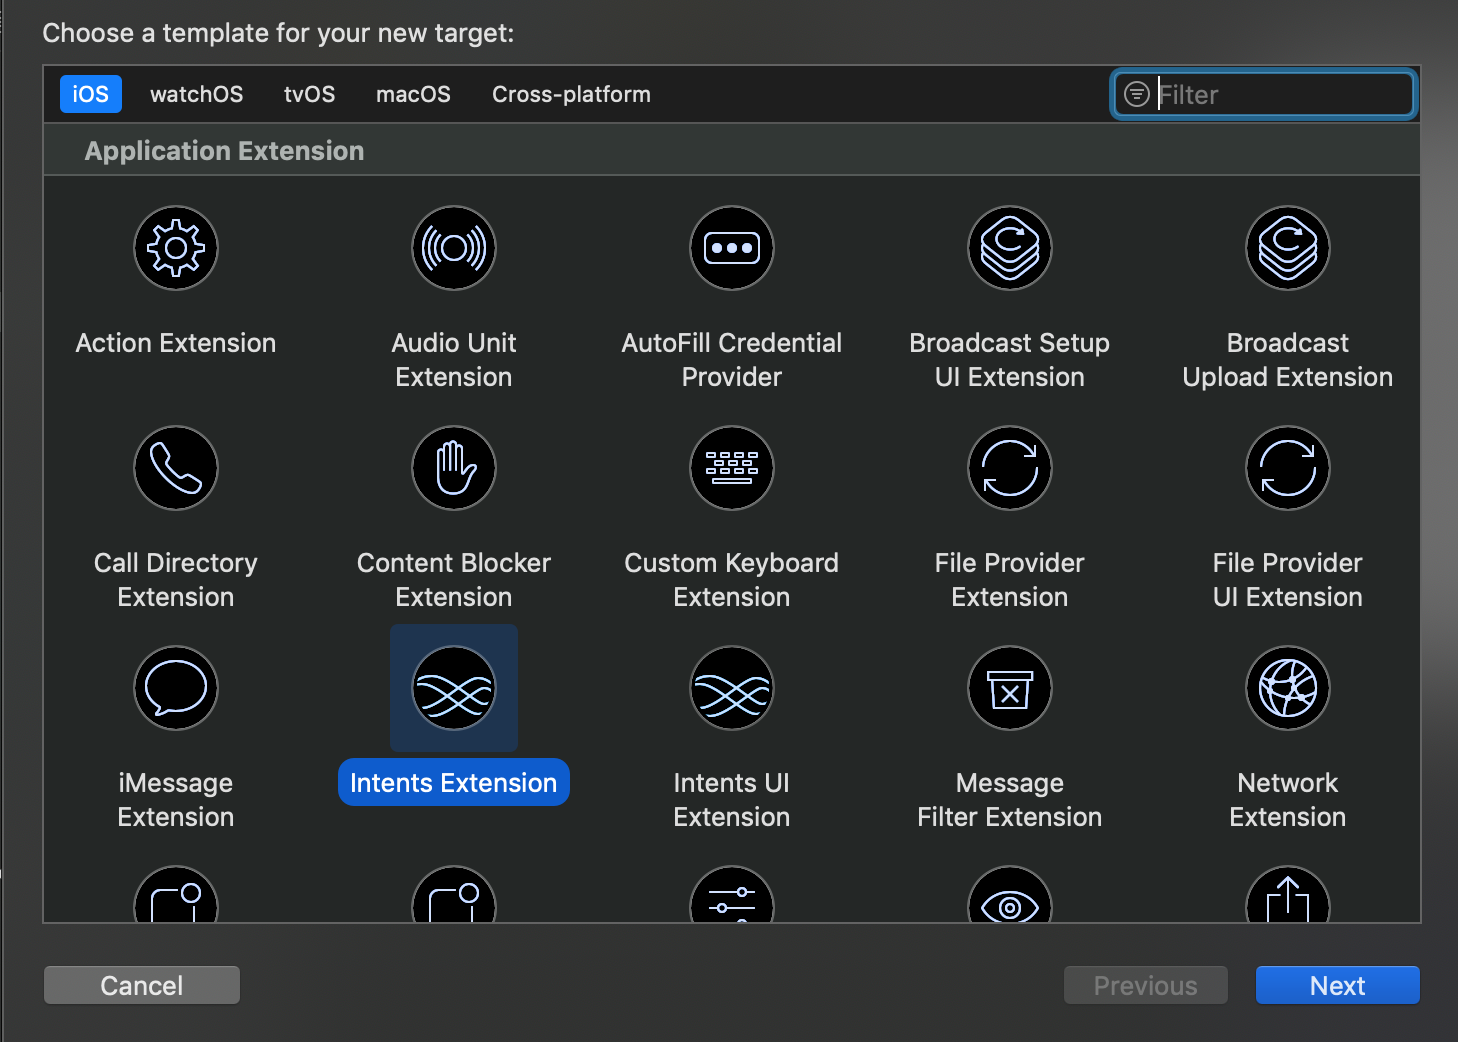 Choose a template for your new target:
iOS watchOS tvOS macOS Cross-platform Filter
Application Extension
Action Extension
Audio Unit
Extension
AutoFill Credential
Provider
Broadcast Setup
UI Extension
Broadcast
Upload Extension
Call Directory
Extension
Content Blocker
Extension
Custom Keyboard
Extension
File Provider
Extension
File Provider
UI Extension
iMessage
Extension
Intents Extension
Intents UI
Extension
Message
Filter Extension
Network
Extension
Cancel Previous Next